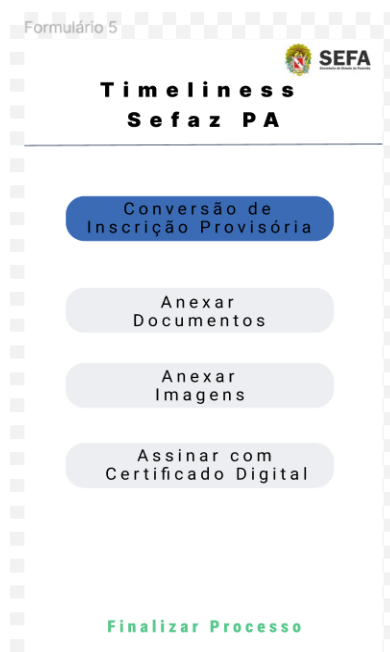 Formulário 5
SEFA
Timeliness
Sefaz PA
Conversão de
Inscrição Provisória
Anexar
Documentos
Anexar
Imagens
Assinar com
Certificado Digital
Finalizar Processo